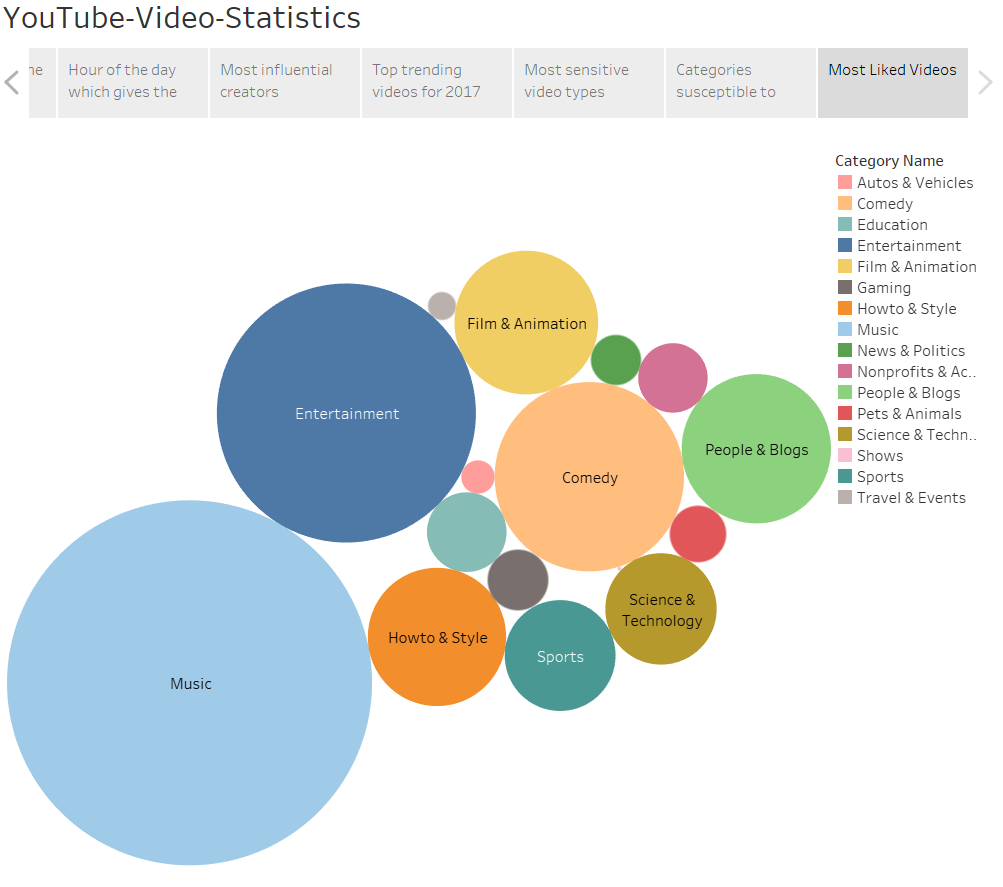 YouTube-Video-Statistics
Hour of the day
which gives the
Most influential
creators
Top trending
videos for 2017
Most sensitive
video types
Categories
susceptible to
Most Liked Videos
Category Name
Autos & Vehicles
Comedy
Education
Entertainment
Film & Animation
Gaming
Howto & Style
Music
News & Politics
Nonprofits & Ac..
People & Blogs
Pets & Animals
Science & Techn..
Shows
Sports
Travel & Events
Film & Animation
Entertainment
People & Blogs
Comedy
Science &
Technology
Howto & Style
Sports
Music